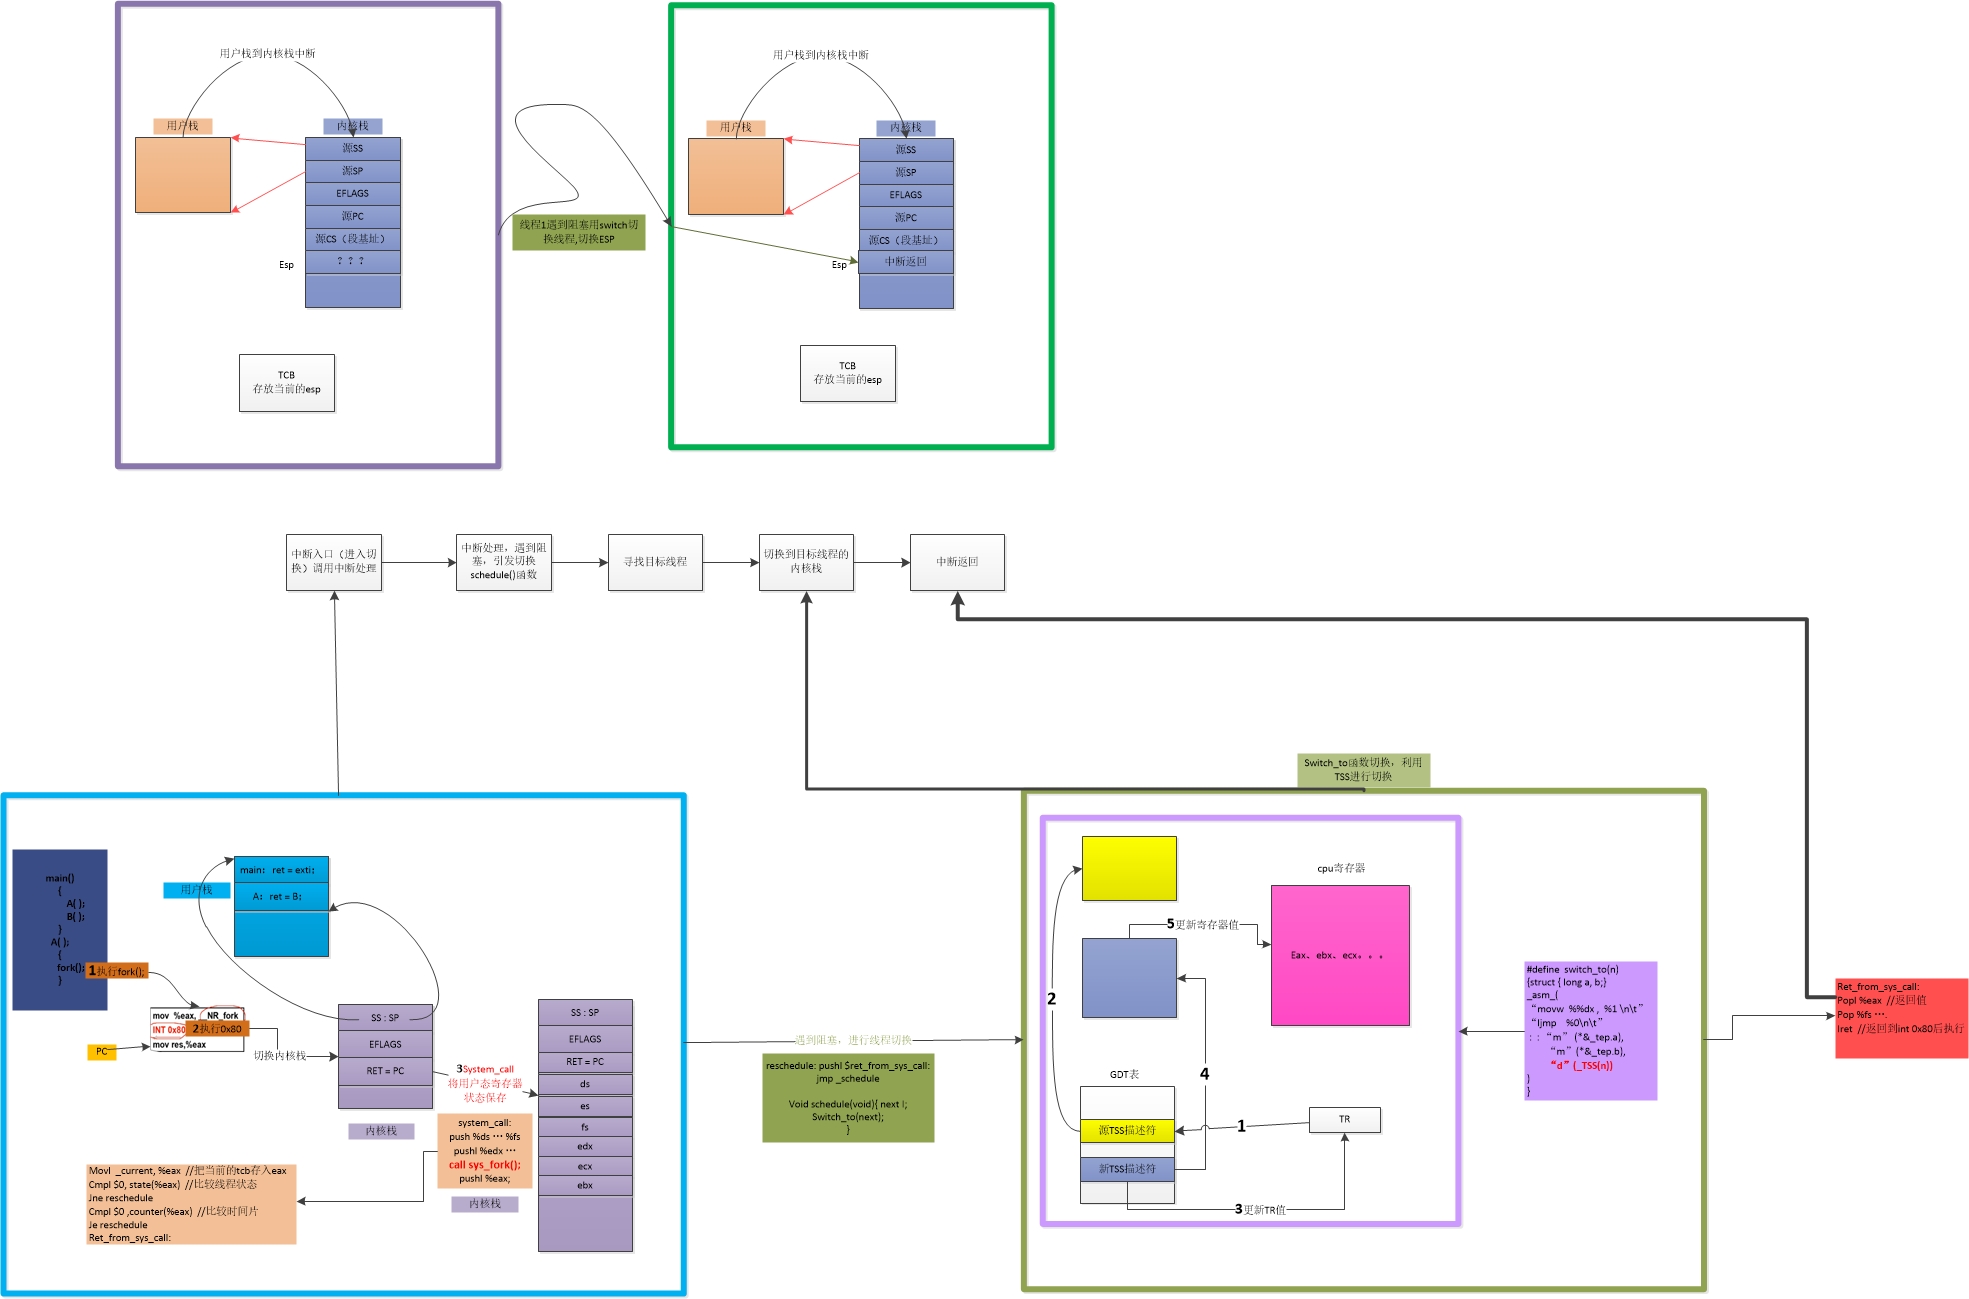 用户栈到内核栈中断
用户栈
内核栈
源SS
源SP
EFLAGS
源PC
源CS（段基址）
？？？
Esp
TCB
存放当前的esp
线程1遇到阻塞用switch切
换线程,切换ESP
用户栈到内核栈中断
用户栈
内核栈
源SS
源SP
EFLAGS
源PC
源CS（段基址）
中断返回
Esp
TCB
存放当前的esp
中断入口（进入切
换）调用中断处理
中断处理，遇到阻
塞，引发切换
schedule()函数
寻找目标线程
切换到目标线程的
内核栈
中断返回
main()
{
A( );
B( );
}
A( );
{
fork();
}
1执行fork();
用户栈
main：ret = exti；
A：ret = B；
mov %eax, __NR_fork
INT 0x80
2执行0x80
mov res,%eax
PC
切换内核栈
SS : SP
EFLAGS
RET = PC
内核栈
3System_call
将用户态寄存器
状态保存
system_call:
push %ds … %fs
pushl %edx …
call sys_fork();
pushl %eax;
内核栈
SS : SP
EFLAGS
RET = PC
ds
es
fs
edx
ecx
ebx
Movl _current, %eax //把当前的tcb存入eax
Cmpl $0, state(%eax) //比较线程状态
Jne reschedule
Cmpl $0 ,counter(%eax) //比较时间片
Je reschedule
Ret_from_sys_call:
遇到阻塞，进行线程切换
reschedule: pushl $ret_from_sys_call:
jmp _schedule
Void schedule(void){ next l;
Switch_to(next);
}
Switch_to函数切换，利用
TSS进行切换
cpu寄存器
Eax、ebx、ecx。。。
5更新寄存器值
2
4
GDT表
源TSS描述符
新TSS描述符
1
TR
3更新TR值
#define switch_to(n)
{struct { long a, b;}
_asm_(
“movw %%dx , %1 \n\t”
“ljmp %0\n\t”
: : “m” (*&_tep.a),
“m” (*&_tep.b),
“d” (_TSS(n))
}
}
Ret_from_sys_call:
Popl %eax //返回值
Pop %fs ….
Iret //返回到int 0x80后执行